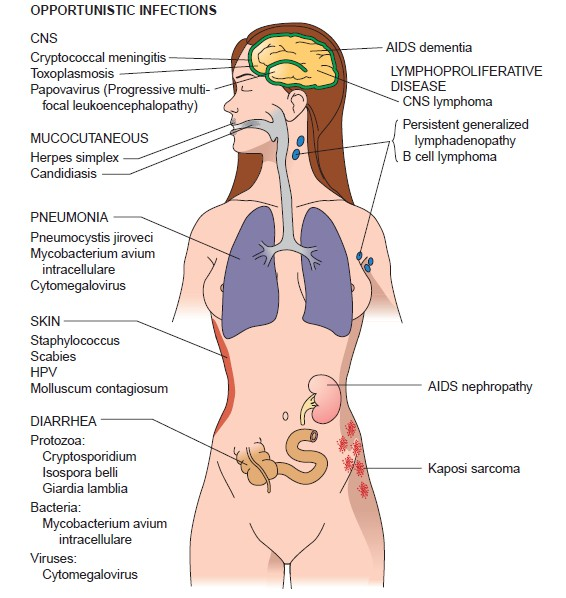 OPPORTUNISTIC INFECTIONS
CNS
Cryptococcal meningitis
Toxoplasmosis
Papovavirus (Progressive multi-
focal leukoencephalopathy)
MUCOCUTANEOUS
Herpes simplex
Candidiasis
PNEUMONIA
Pneumocystis jiroveci
Mycobacterium avium
intracellulare
Cytomegalovirus
SKIN
Staphylococcus
Scabies
HPV
Molluscum contagiosum
DIARRHEA
Protozoa:
Cryptosporidium
Isospora belli
Giardia lamblia
Bacteria:
Mycobacterium avium
intracellulare
Viruses:
Cytomegalovirus
AIDS dementia
LYMPHOPROLIFERATIVE
DISEASE
CNS lymphoma
Persistent generalized
lymphadenopathy
B cell lymphoma
AIDS nephropathy
Kaposi sarcoma